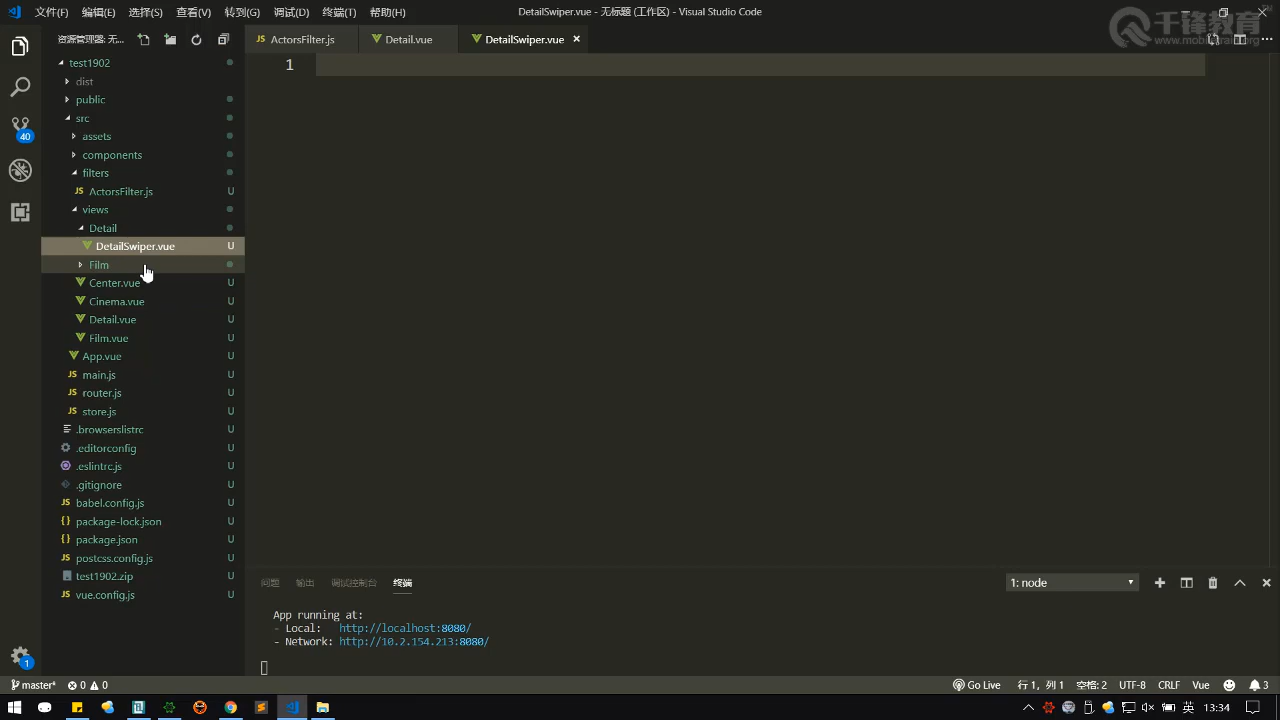 文件(F) 编辑(E) 选择(S) 查看(V) 转到(G) 调试(D) 终端(T) 帮助(H) DetailSwiper.vue - 无标题 (工作区) - Visual Studio Code
千锋教育
www.mobiletrain.org
资源管理器: 无... ActorsFilter.js Detail.vue DetailSwiper.vue
test1902
dist
public
src
assets
components
filters
ActorsFilter.js U
views
Detail
DetailSwiper.vue U
Film
Center.vue U
Cinema.vue U
Detail.vue U
Film.vue U
App.vue U
main.js U
router.js U
store.js U
.browserslistrc U
.editorconfig U
.eslintrc.js U
.gitignore U
babel.config.js U
package-lock.json U
package.json U
postcss.config.js U
test1902.zip U
vue.config.js U
40
1
1
问题 输出 调试控制台 终端 1: node
App running at:
- Local: http://localhost:8080/
- Network: http://10.2.154.213:8080/
master* 0 0 Go Live 行 1, 列 1 空格: 2 UTF-8 CRLF Vue 3
英 13:34